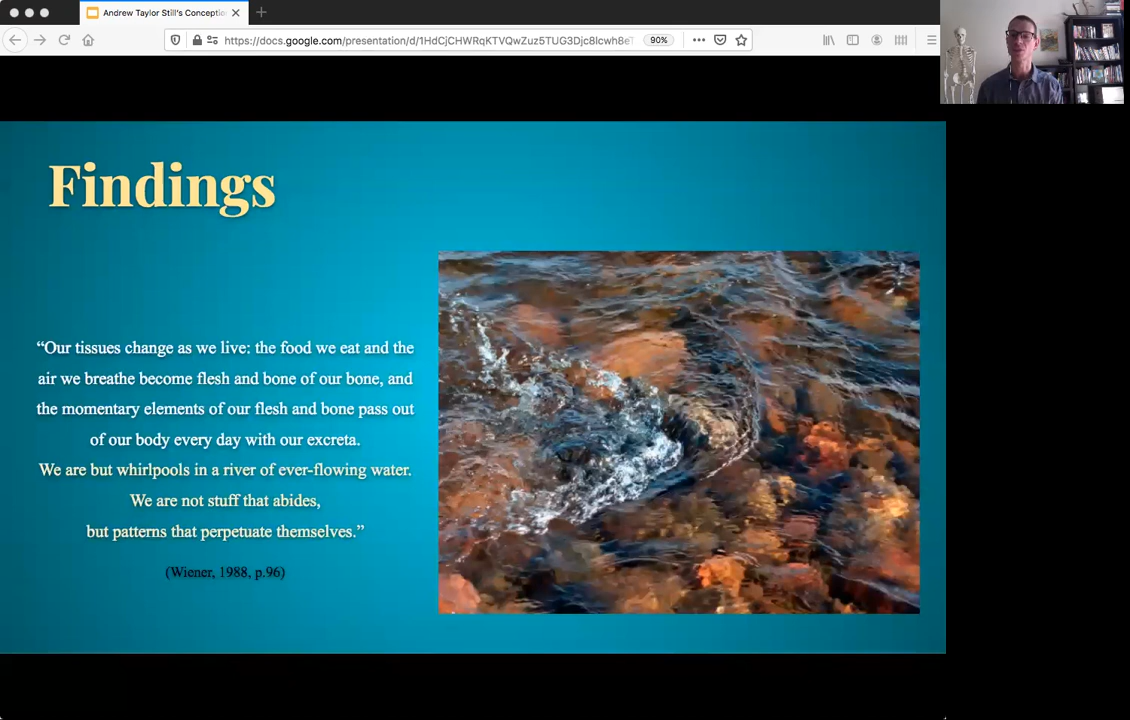 Andrew Taylor Still's Conceptio
https://docs.google.com/presentation/d/1HdCjCHWRqKTVQwZuz5TUG3Djc8lcwh8eT
90%
Findings
“Our tissues change as we live: the food we eat and the
air we breathe become flesh and bone of our bone, and
the momentary elements of our flesh and bone pass out
of our body every day with our excreta.
We are but whirlpools in a river of ever-flowing water.
We are not stuff that abides,
but patterns that perpetuate themselves.”
(Wiener, 1988, p.96)